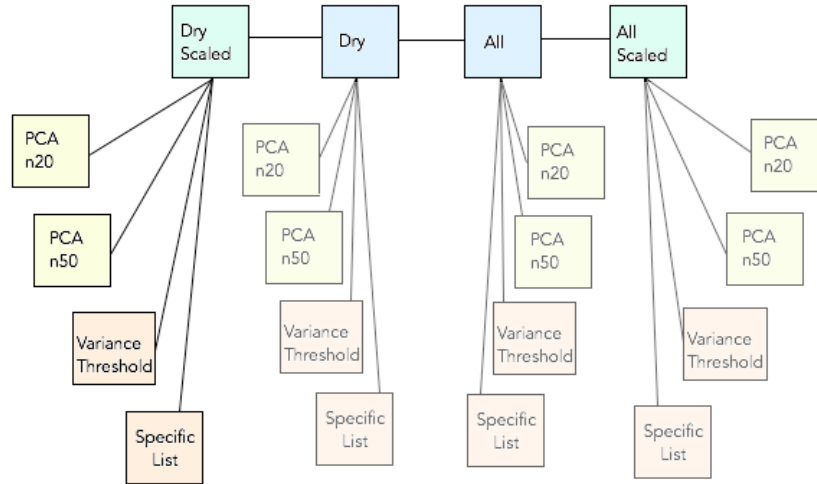 Dry
Scaled
Dry
All
All
Scaled
PCA
n20
PCA
n20
PCA
n20
PCA
n20
PCA
n50
PCA
n50
PCA
n50
PCA
n50
Variance
Threshold
Variance
Threshold
Variance
Threshold
Variance
Threshold
Specific
List
Specific
List
Specific
List
Specific
List